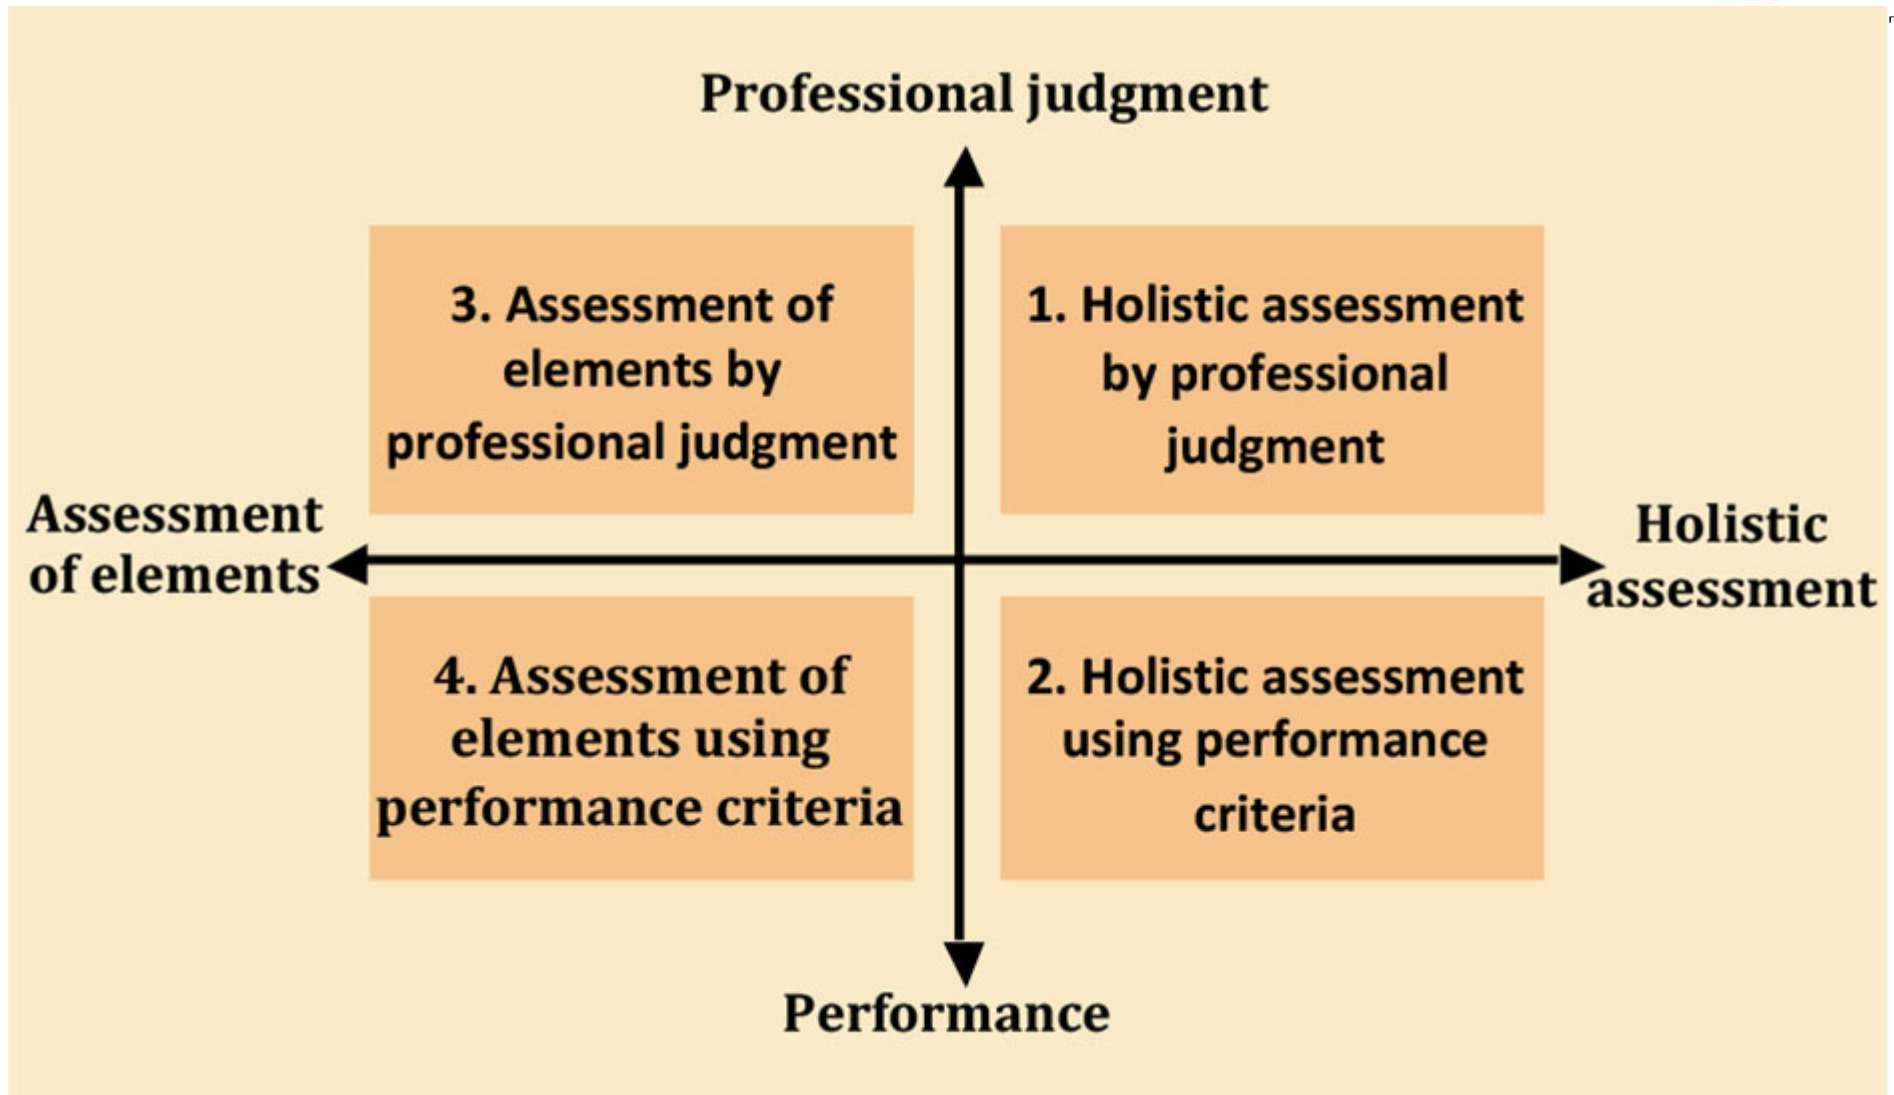 Professional judgment
3. Assessment of
elements by
professional judgment
1. Holistic assessment
by professional
judgment
Assessment
of elements
Holistic
assessment
4. Assessment of
elements using
performance criteria
2. Holistic assessment
using performance
criteria
Performance